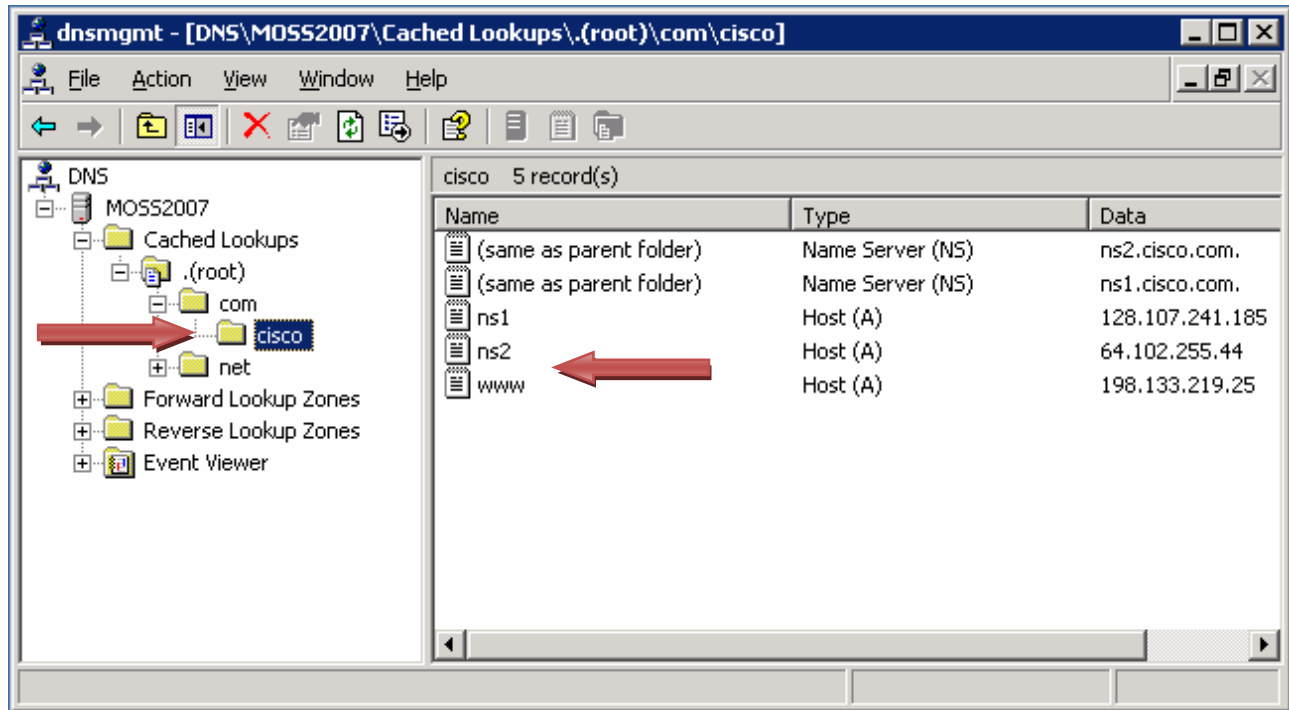 dnsmgmt - [DNS\MOSS2007\Cached Lookups\.(root)\com\cisco]
File Action View Window Help
DNS
MOSS2007
Cached Lookups
.(root)
com
cisco
net
Forward Lookup Zones
Reverse Lookup Zones
Event Viewer
cisco 5 record(s)
Name Type Data
(same as parent folder) Name Server (NS) ns2.cisco.com.
(same as parent folder) Name Server (NS) ns1.cisco.com.
ns1 Host (A) 128.107.241.185
ns2 Host (A) 64.102.255.44
www Host (A) 198.133.219.25